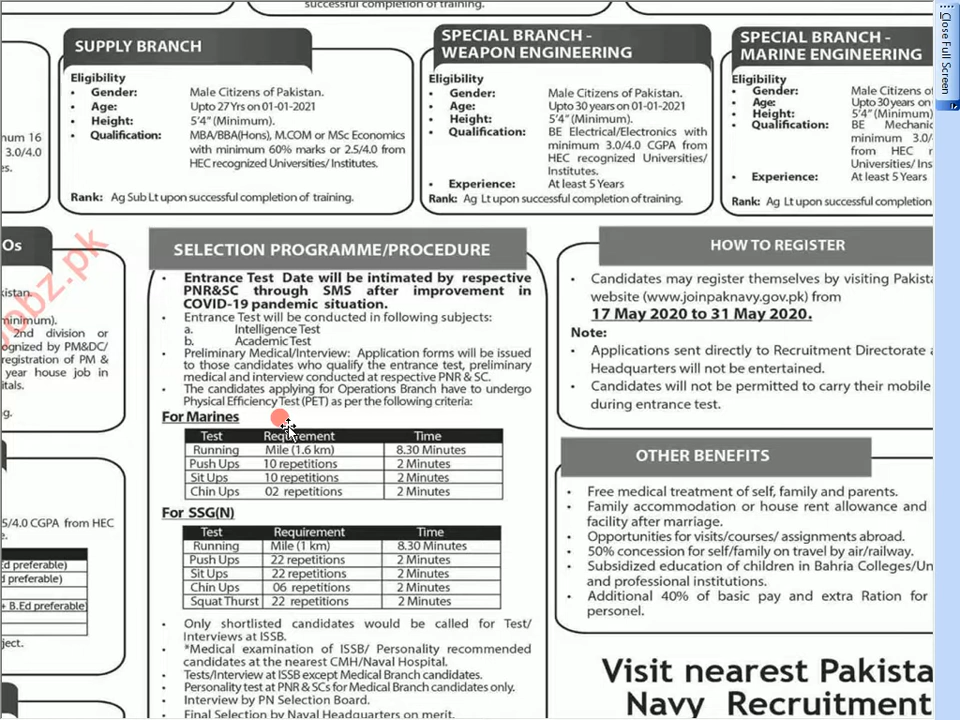 successful completion of training.
SUPPLY BRANCH
Eligibility
• Gender: Male Citizens of Pakistan.
• Age: Upto 27 Yrs on 01-01-2021
• Height: 5'4" (Minimum).
• Qualification: MBA/BBA(Hons), M.COM or MSc Economics
with minimum 60% marks or 2.5/4.0 from
HEC recognized Universities/ Institutes.
Rank: Ag Sub Lt upon successful completion of training.
SPECIAL BRANCH -
WEAPON ENGINEERING
Eligibility
• Gender: Male Citizens of Pakistan.
• Age: Upto 30 years on 01-01-2021
• Height: 5'4" (Minimum).
• Qualification: BE Electrical/Electronics with
minimum 3.0/4.0 CGPA from
HEC recognized Universities/
Institutes.
• Experience: At least 5 Years
Rank: Ag Lt upon successful completion of training.
SPECIAL BRANCH -
MARINE ENGINEERING
Eligibility
• Gender: Male Citizens of
• Age: Upto 30 years on
• Height: 5'4" (Minimum)
• Qualification: BE Mechanic
minimum 3.0/
from HEC r
Universities/ Ins
• Experience: At least 5 Years
Rank: Ag Lt upon successful completion
num 16
3.0/4.0
es.
Os
kistan.
minimum).
2nd division or
ognized by PM&DC/
registration of PM &
year house job in
itals.
g.
5/4.0 CGPA from HEC
e.
Ed preferable)
d preferable)
+ B.Ed preferable)
ject.
jobz.pk
SELECTION PROGRAMME/PROCEDURE
• Entrance Test Date will be intimated by respective
PNR&SC through SMS after improvement in
COVID-19 pandemic situation.
• Entrance Test will be conducted in following subjects:
a. Intelligence Test
b. Academic Test
• Preliminary Medical/Interview: Application forms will be issued
to those candidates who qualify the entrance test, preliminary
medical and interview conducted at respective PNR & SC.
• The candidates applying for Operations Branch have to undergo
Physical Efficiency Test (PET) as per the following criteria:
For Marines
Test Requirement Time
Running Mile (1.6 km) 8.30 Minutes
Push Ups 10 repetitions 2 Minutes
Sit Ups 10 repetitions 2 Minutes
Chin Ups 02 repetitions 2 Minutes
For SSG(N)
Test Requirement Time
Running Mile (1 km) 8.30 Minutes
Push Ups 22 repetitions 2 Minutes
Sit Ups 22 repetitions 2 Minutes
Chin Ups 06 repetitions 2 Minutes
Squat Thurst 22 repetitions 2 Minutes
• Only shortlisted candidates would be called for Test/
Interviews at ISSB.
• *Medical examination of ISSB/ Personality recommended
candidates at the nearest CMH/Naval Hospital.
• Tests/Interview at ISSB except Medical Branch candidates.
• Personality test at PNR & SCs for Medical Branch candidates only.
• Interview by PN Selection Board.
• Final Selection by Naval Headquarters on merit.
HOW TO REGISTER
• Candidates may register themselves by visiting Pakista
website (www.joinpaknavy.gov.pk) from
17 May 2020 to 31 May 2020.
Note:
• Applications sent directly to Recruitment Directorate a
Headquarters will not be entertained.
• Candidates will not be permitted to carry their mobile
during entrance test.
OTHER BENEFITS
• Free medical treatment of self, family and parents.
• Family accommodation or house rent allowance and
facility after marriage.
• Opportunities for visits/courses/ assignments abroad.
• 50% concession for self/family on travel by air/railway.
• Subsidized education of children in Bahria Colleges/Un
and professional institutions.
• Additional 40% of basic pay and extra Ration for
personel.
Visit nearest Pakista
Navy Recruitment
Close Full Screen